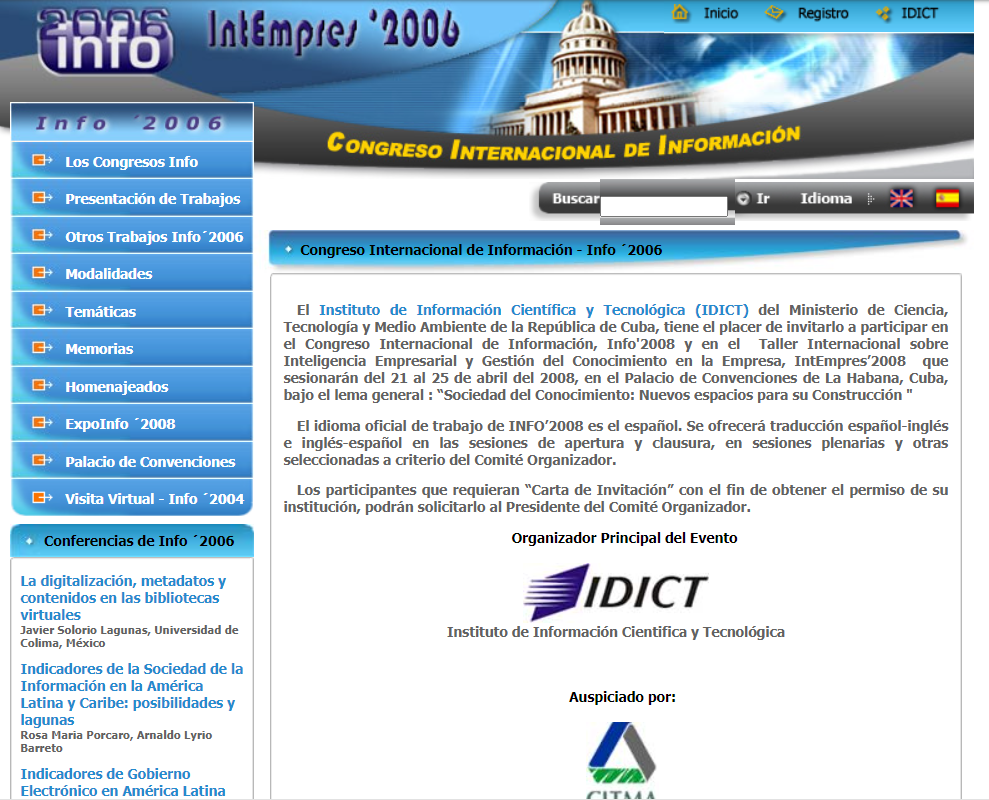 2006
info
IntEmpres '2006
Inicio
Registro
IDICT
Congreso Internacional de Información
Buscar
Ir
Idioma
Info ´2006
Los Congresos Info
Presentación de Trabajos
Otros Trabajos Info´2006
Modalidades
Temáticas
Memorias
Homenajeados
ExpoInfo ´2008
Palacio de Convenciones
Visita Virtual - Info ´2004
Conferencias de Info ´2006
La digitalización, metadatos y
contenidos en las bibliotecas
virtuales
Javier Solorio Lagunas, Universidad de
Colima, México
Indicadores de la Sociedad de la
Información en la América
Latina y Caribe: posibilidades y
lagunas
Rosa Maria Porcaro, Arnaldo Lyrio
Barreto
Indicadores de Gobierno
Electrónico en América Latina
Congreso Internacional de Información - Info ´2006
El Instituto de Información Científica y Tecnológica (IDICT) del Ministerio de Ciencia,
Tecnología y Medio Ambiente de la República de Cuba, tiene el placer de invitarlo a participar en
el Congreso Internacional de Información, Info'2008 y en el Taller Internacional sobre
Inteligencia Empresarial y Gestión del Conocimiento en la Empresa, IntEmpres’2008 que
sesionarán del 21 al 25 de abril del 2008, en el Palacio de Convenciones de La Habana, Cuba,
bajo el lema general : “Sociedad del Conocimiento: Nuevos espacios para su Construcción "
El idioma oficial de trabajo de INFO’2008 es el español. Se ofrecerá traducción español-inglés
e inglés-español en las sesiones de apertura y clausura, en sesiones plenarias y otras
seleccionadas a criterio del Comité Organizador.
Los participantes que requieran “Carta de Invitación” con el fin de obtener el permiso de su
institución, podrán solicitarlo al Presidente del Comité Organizador.
Organizador Principal del Evento
IDICT
Instituto de Información Cientifica y Tecnológica
Auspiciado por:
CITMA